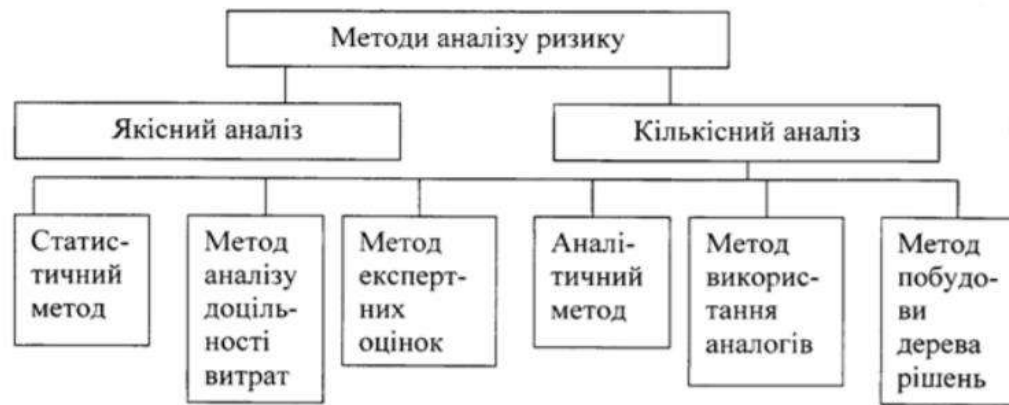 Методи аналізу ризику
Якісний аналіз
Кількісний аналіз
Статис-
тичний
метод
Метод
аналізу
доціль-
ності
витрат
Метод
експерт-
них
оцінок
Аналі-
тичний
метод
Метод
викорис-
тання
аналогів
Метод
побудо-
ви
дерева
рішень